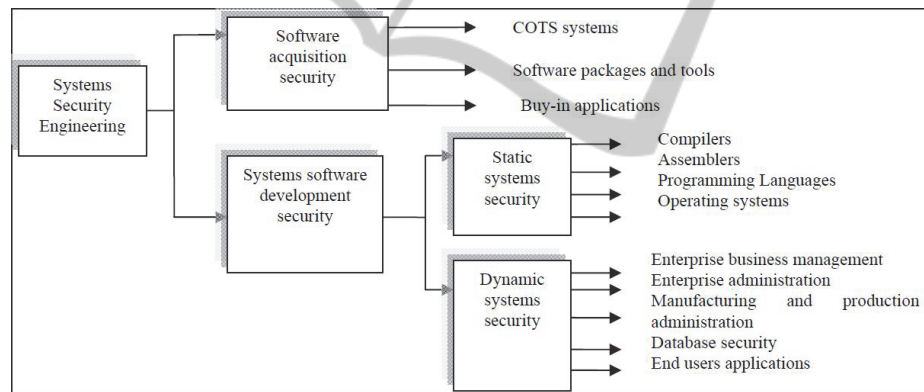 Systems
Security
Engineering
Software
acquisition
security
COTS systems
Software packages and tools
Buy-in applications
Systems software
development
security
Static
systems
security
Compilers
Assemblers
Programming Languages
Operating systems
Dynamic
systems
security
Enterprise business management
Enterprise administration
Manufacturing and production
administration
Database security
End users applications